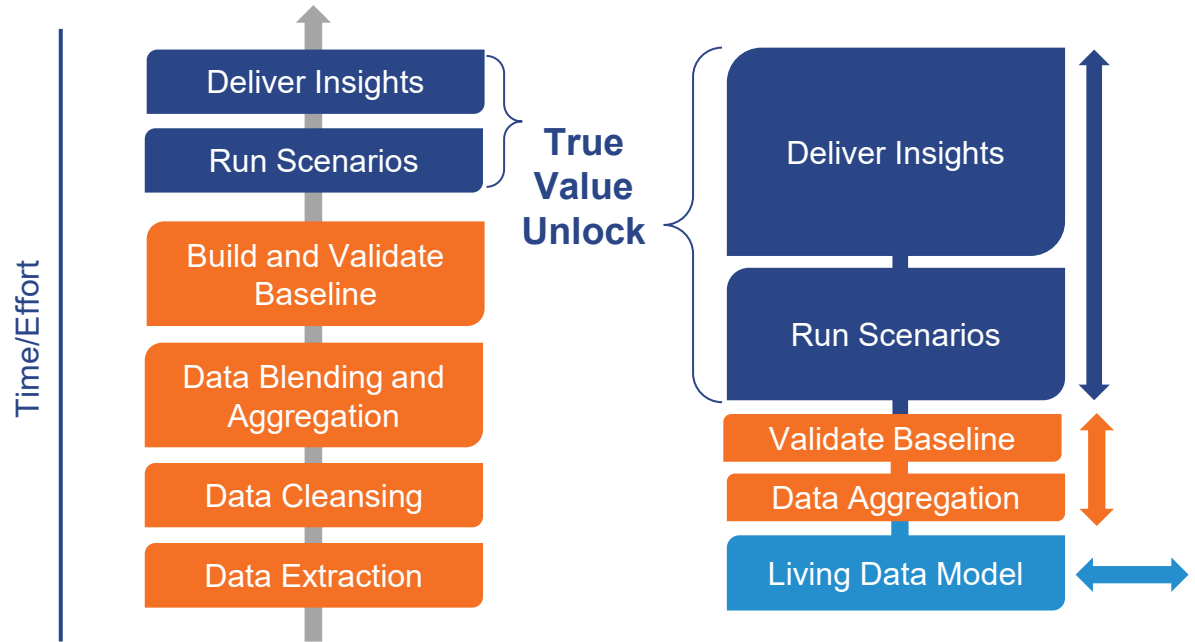 Time/Effort
Deliver Insights
Run Scenarios
Build and Validate
Baseline
Data Blending and
Aggregation
Data Cleansing
Data Extraction
True
Value
Unlock
Deliver Insights
Run Scenarios
Validate Baseline
Data Aggregation
Living Data Model